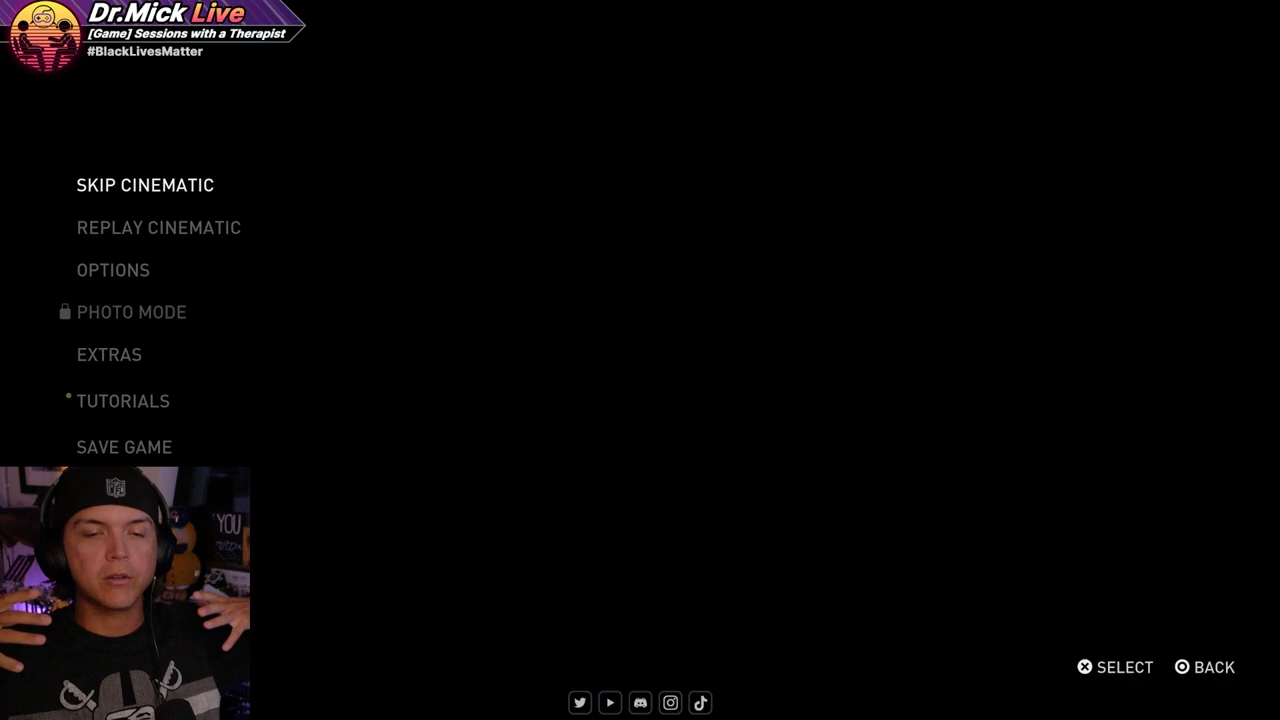 Dr.Mick Live
[Game] Sessions with a Therapist
#BlackLivesMatter
SKIP CINEMATIC
REPLAY CINEMATIC
OPTIONS
PHOTO MODE
EXTRAS
TUTORIALS
SAVE GAME
YOU
SELECT
BACK